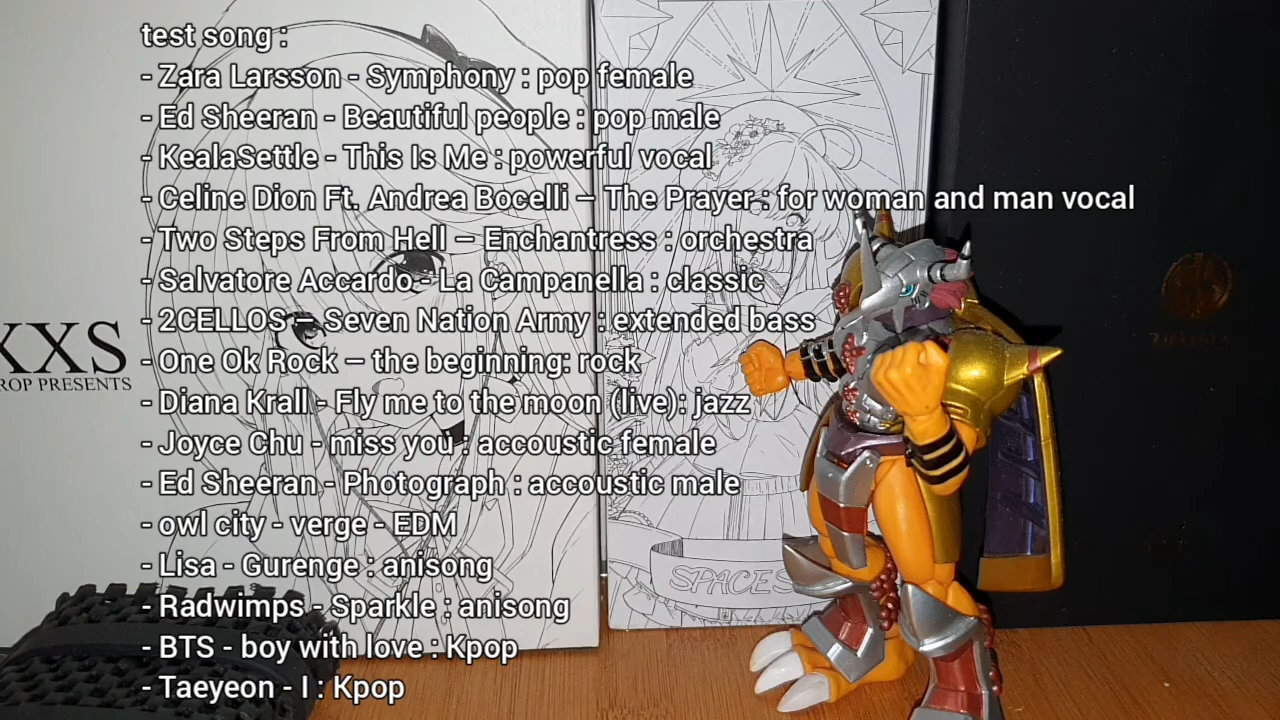 test song :
- Zara Larsson - Symphony : pop female
- Ed Sheeran - Beautiful people : pop male
- KealaSettle - This Is Me : powerful vocal
- Celine Dion Ft. Andrea Bocelli – The Prayer : for woman and man vocal
- Two Steps From Hell – Enchantress : orchestra
- Salvatore Accardo - La Campanella : classic
- 2CELLOS - Seven Nation Army : extended bass
- One Ok Rock – the beginning: rock
- Diana Krall - Fly me to the moon (live) : jazz
- Joyce Chu - miss you : accoustic female
- Ed Sheeran - Photograph : accoustic male
- owl city - verge - EDM
- Lisa - Gurenge : anisong
- Radwimps - Sparkle : anisong
- BTS - boy with love : Kpop
- Taeyeon - I : Kpop
XXS
ROP PRESENTS
SPACES